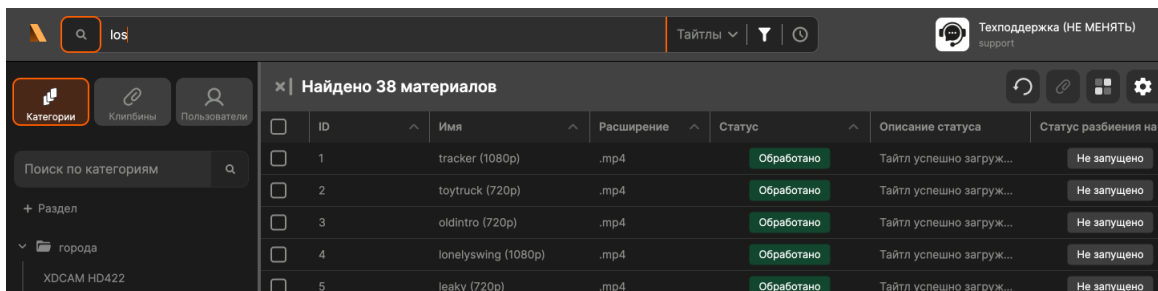 los
Тайтлы
Техподдержка (НЕ МЕНЯТЬ)
support
Категории
Клипбины
Пользователи
Найдено 38 материалов
ID
Имя
Расширение
Статус
Описание статуса
Статус разбиения на
Поиск по категориям
+ Раздел
города
XDCAM HD422
1 tracker (1080p) .mp4 Обработано Тайтл успешно загруж... Не запущено
2 toytruck (720p) .mp4 Обработано Тайтл успешно загруж... Не запущено
3 oldintro (720p) .mp4 Обработано Тайтл успешно загруж... Не запущено
4 lonelyswing (1080p) .mp4 Обработано Тайтл успешно загруж... Не запущено
5 leaky (720p) .mp4 Обработано Тайтл успешно загруж... Не запущено